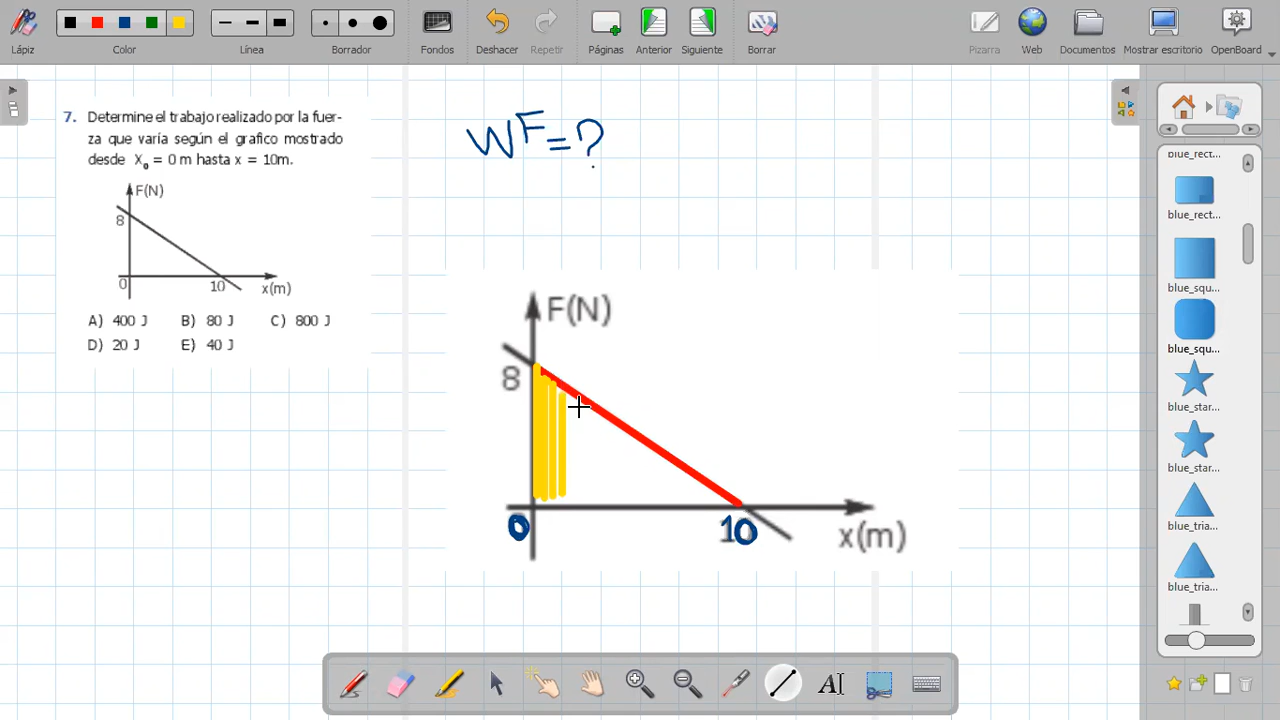 Lápiz
Color
Línea
Borrador
Fondos
Deshacer
Repetir
Páginas
Anterior
Siguiente
Borrar
Pizarra
Web
Documentos
Mostrar escritorio
OpenBoard
7. Determine el trabajo realizado por la fuer-
za que varía según el grafico mostrado
desde X₀ = 0 m hasta x = 10m.
F(N)
8
0
10
x(m)
A) 400 J B) 80 J C) 800 J
D) 20 J E) 40 J
W^F = ?
F(N)
8
0
10
x(m)
blue_rect...
blue_rect...
blue_squ...
blue_squ...
blue_star...
blue_star...
blue_tria...
blue_tria...
AI